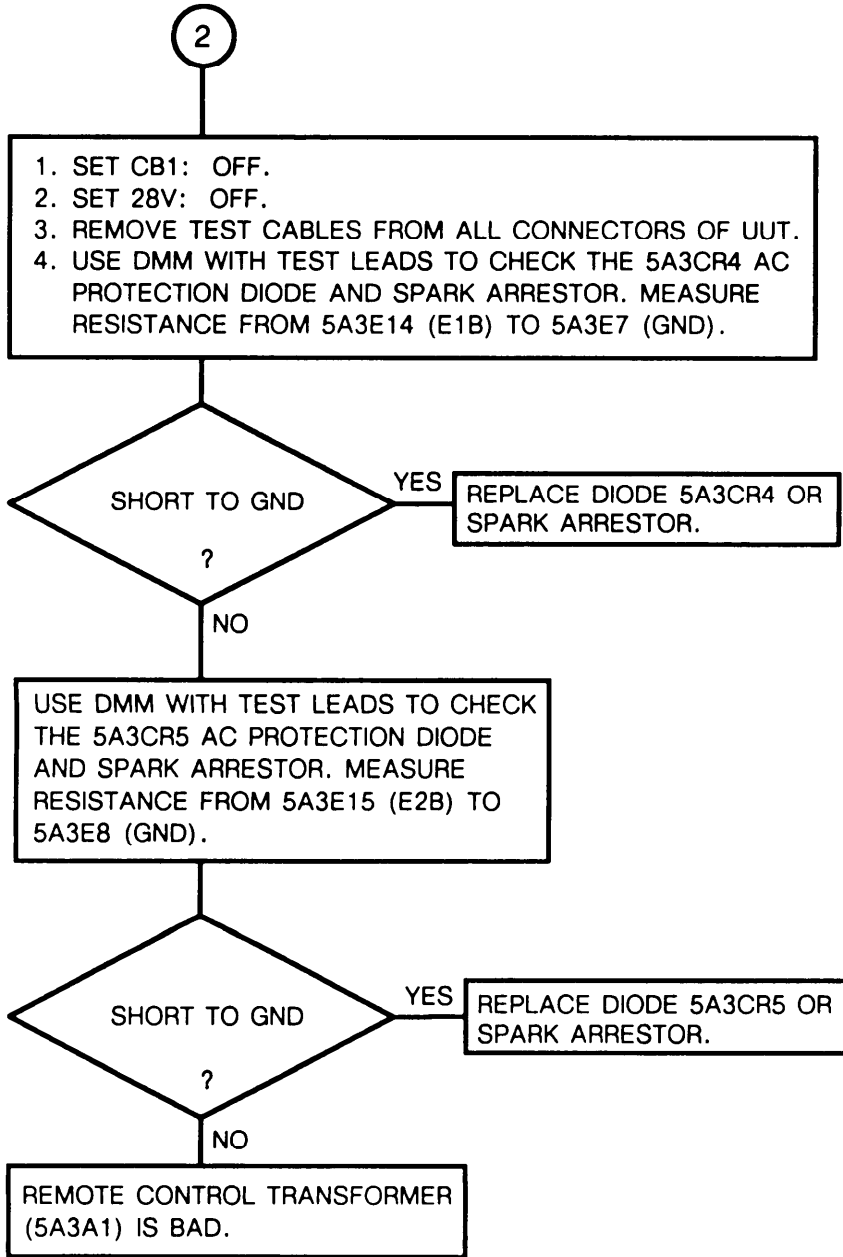 2
1. SET CB1: OFF.
2. SET 28V: OFF.
3. REMOVE TEST CABLES FROM ALL CONNECTORS OF UUT.
4. USE DMM WITH TEST LEADS TO CHECK THE 5A3CR4 AC
PROTECTION DIODE AND SPARK ARRESTOR. MEASURE
RESISTANCE FROM 5A3E14 (E1B) TO 5A3E7 (GND).
SHORT TO GND
?
YES
REPLACE DIODE 5A3CR4 OR
SPARK ARRESTOR.
NO
USE DMM WITH TEST LEADS TO CHECK
THE 5A3CR5 AC PROTECTION DIODE
AND SPARK ARRESTOR. MEASURE
RESISTANCE FROM 5A3E15 (E2B) TO
5A3E8 (GND).
SHORT TO GND
?
YES
REPLACE DIODE 5A3CR5 OR
SPARK ARRESTOR.
NO
REMOTE CONTROL TRANSFORMER
(5A3A1) IS BAD.